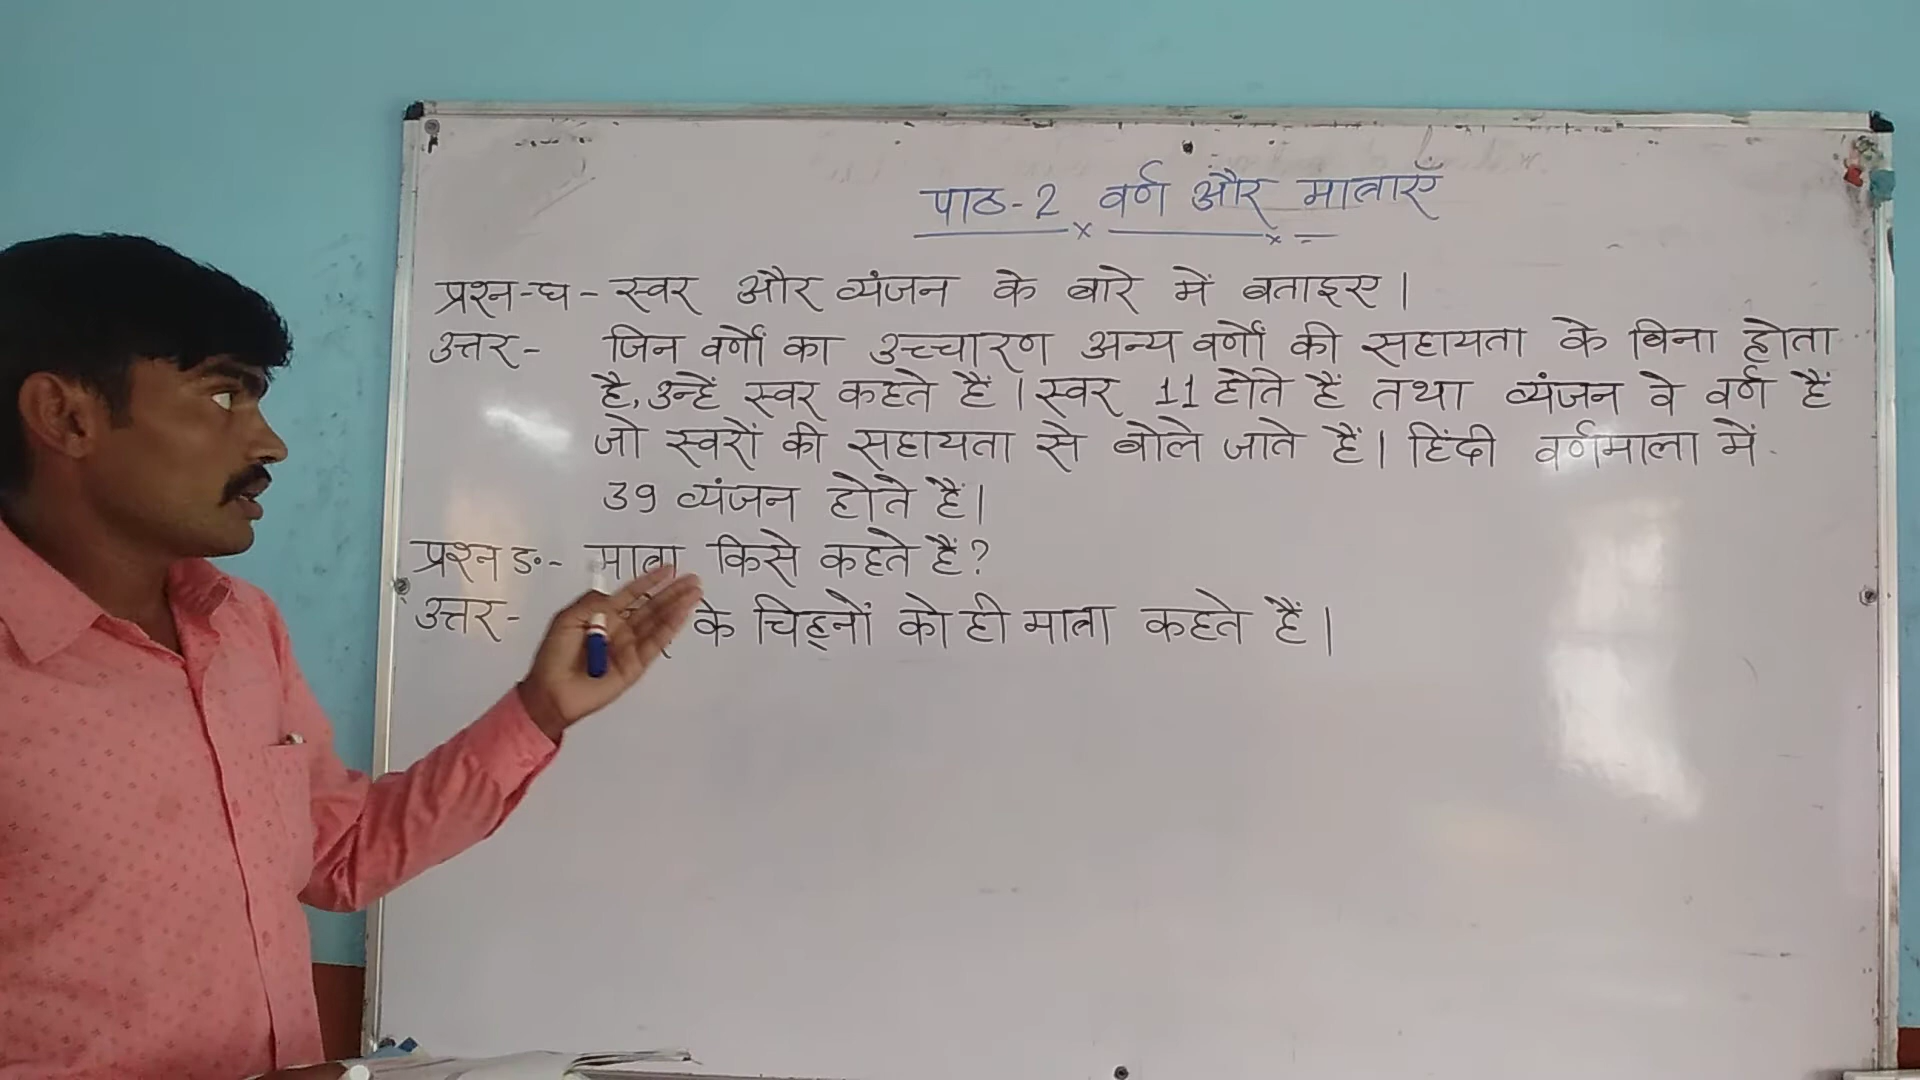 पाठ-2 वर्ण और मात्राएँ
प्रश्न-घ - स्वर और व्यंजन के बारे में बताइए।
उत्तर- जिन वर्णों का उच्चारण अन्य वर्णों की सहायता के बिना होता
है, उन्हें स्वर कहते हैं। स्वर 11 होते हैं तथा व्यंजन वे वर्ण हैं
जो स्वरों की सहायता से बोले जाते हैं। हिंदी वर्णमाला में
39 व्यंजन होते हैं।
प्रश्न ङ- मात्रा किसे कहते हैं?
उत्तर- के चिह्नों को ही मात्रा कहते हैं।